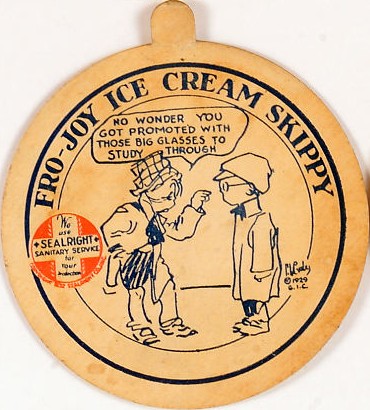 FRO-JOY ICE CREAM SKIPPY
NO WONDER YOU
GOT PROMOTED WITH
THOSE BIG GLASSES TO
STUDY THROUGH
We
use
SEALRIGHT
SANITARY SERVICE
for
Your
protection
©1929